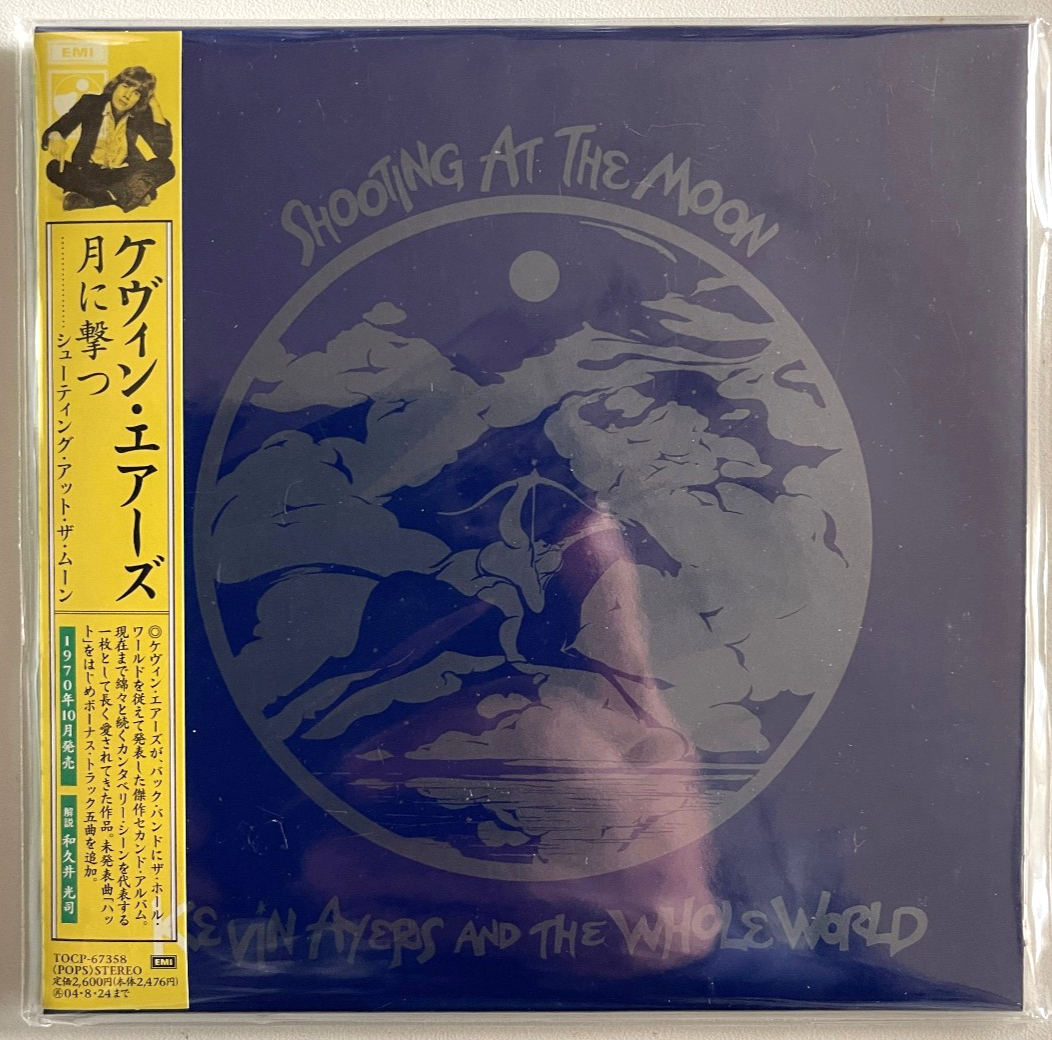 EMI
ケヴィン・エアーズ
月に撃つ
シューティング・アット・ザ・ムーン
◎ケヴィン・エアーズが、バック・バンドにザ・ホール・
ワールドを従えて発表した傑作セカンド・アルバム。
現在まで綿々と続くカンタベリー・シーンを代表する
一枚として長く愛されてきた作品。未発表曲「ハッ
ト」をはじめボーナス・トラック五曲を追加。
1970年10月発売
解説 和久井 光司
TOCP-67358
(POPS)STEREO
EMI
定価2,600円(本体2,476円)
㊫04・8・24まで
SHOOTING AT THE MOON
KEVIN AYERS AND THE WHOLE WORLD